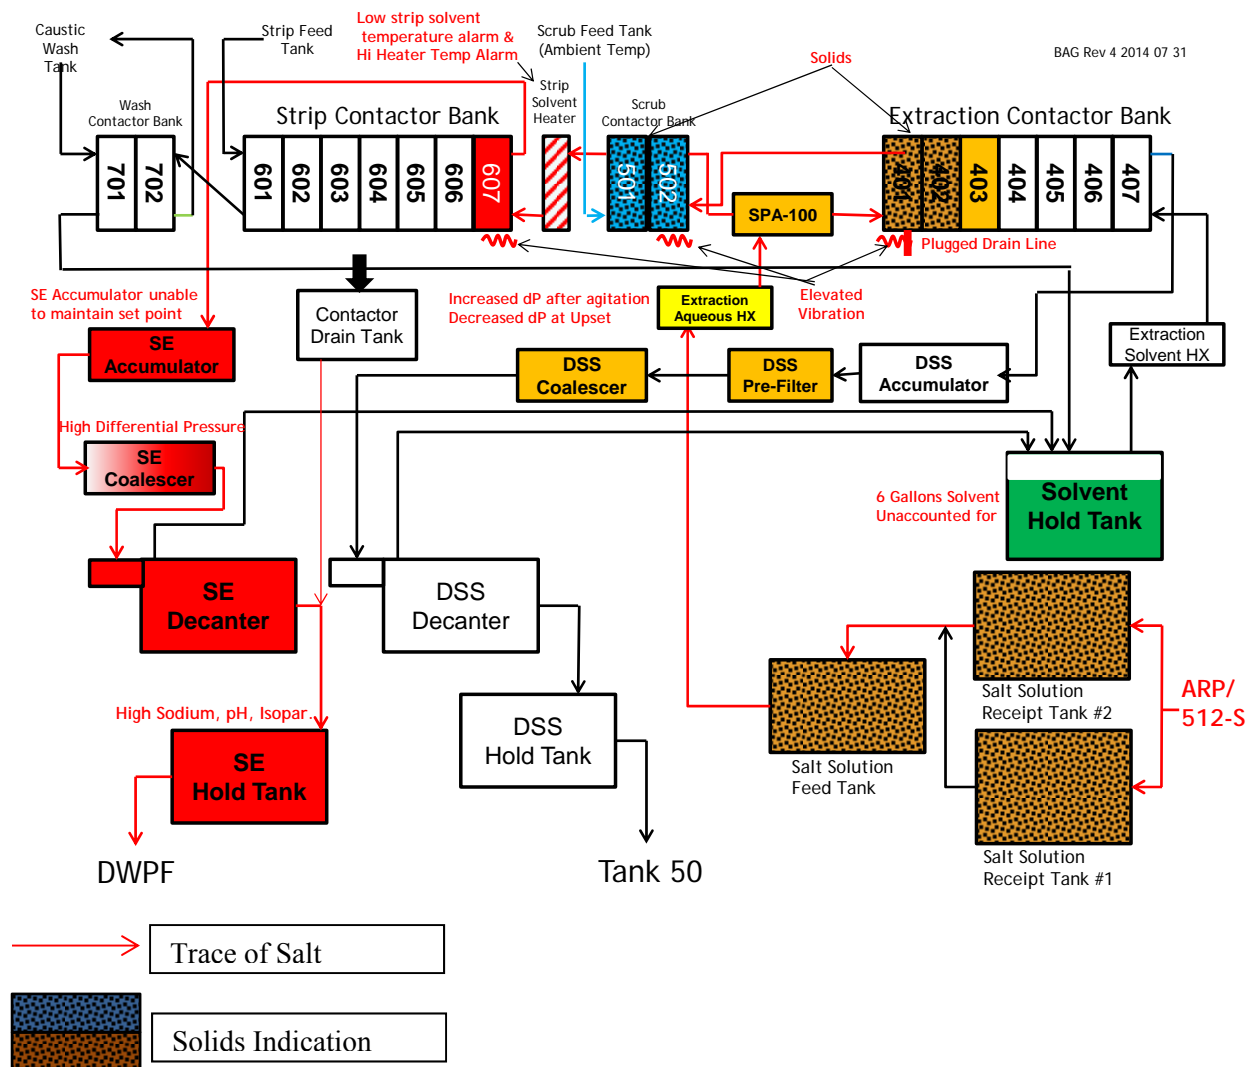 Caustic
Wash
Tank
Strip Feed
Tank
Low strip solvent
temperature alarm &
Hi Heater Temp Alarm
Scrub Feed Tank
(Ambient Temp)
Solids
BAG Rev 4 2014 07 31
Wash
Contactor Bank
Strip Contactor Bank
Strip
Solvent
Heater
Scrub
Contactor Bank
Extraction Contactor Bank
701
702
601
602
603
604
605
606
607
501
502
SPA-100
401
402
403
404
405
406
407
Plugged Drain Line
SE Accumulator unable
to maintain set point
Contactor
Drain Tank
Increased dP after agitation
Decreased dP at Upset
Extraction
Aqueous HX
Elevated
Vibration
Extraction
Solvent HX
SE
Accumulator
DSS
Coalescer
DSS
Pre-Filter
DSS
Accumulator
High Differential Pressure
SE
Coalescer
6 Gallons Solvent
Unaccounted for
Solvent
Hold Tank
SE
Decanter
DSS
Decanter
Salt Solution
Receipt Tank #2
ARP/
512-S
High Sodium, pH, Isopar.
SE
Hold Tank
DSS
Hold Tank
Salt Solution
Feed Tank
Salt Solution
Receipt Tank #1
DWPF
Tank 50
Trace of Salt
Solids Indication